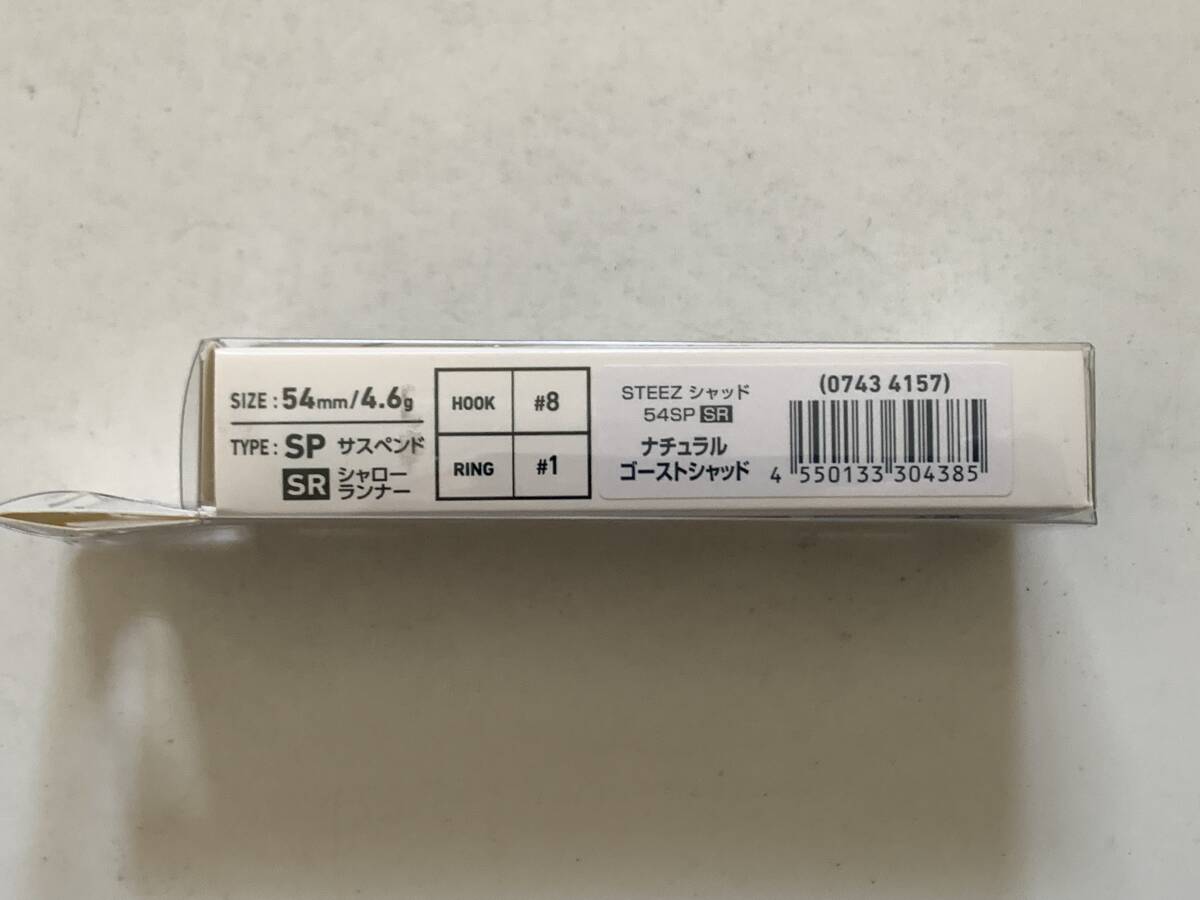 SIZE : 54mm/4.6g
TYPE : SP サスペンド
SR シャロー
ランナー
HOOK #8
RING #1
STEEZ シャッド
54SP SR
ナチュラル
ゴーストシャッド
(0743 4157)
4 550133 304385